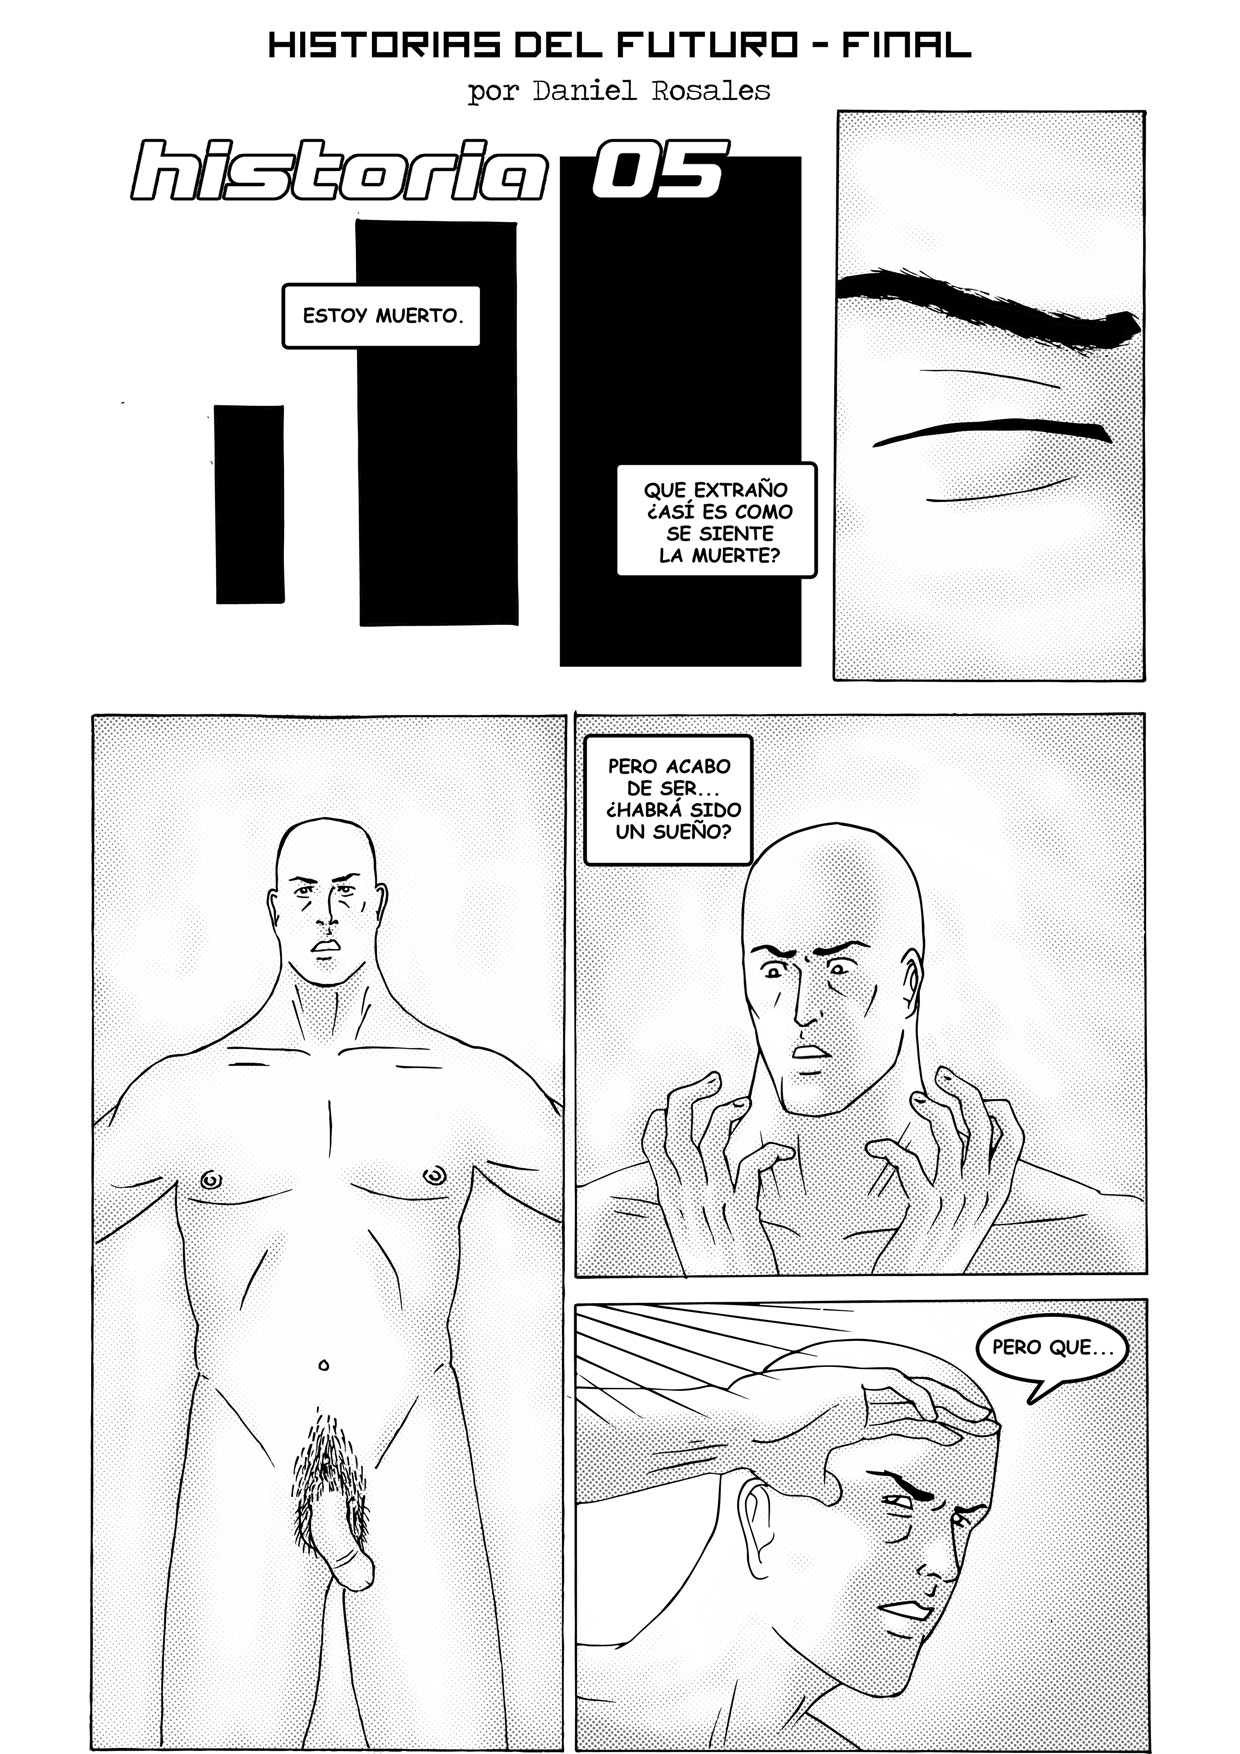 HISTORIAS DEL FUTURO - FINAL
por Daniel Rosales
historia 05
ESTOY MUERTO.
QUE EXTRAÑO
¿ASÍ ES COMO
SE SIENTE
LA MUERTE?
PERO ACABO
DE SER...
¿HABRÁ SIDO
UN SUEÑO?
PERO QUE...